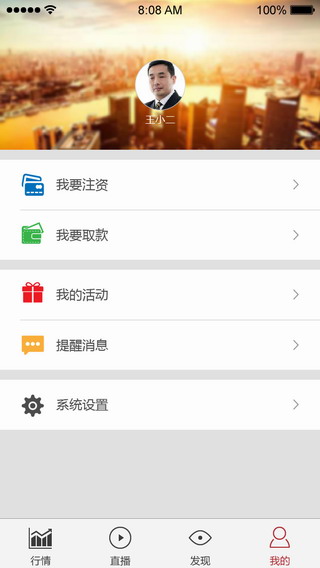 8:08 AM
100%
王小二
我要注资
我要取款
我的活动
提醒消息
系统设置
行情
直播
发现
我的